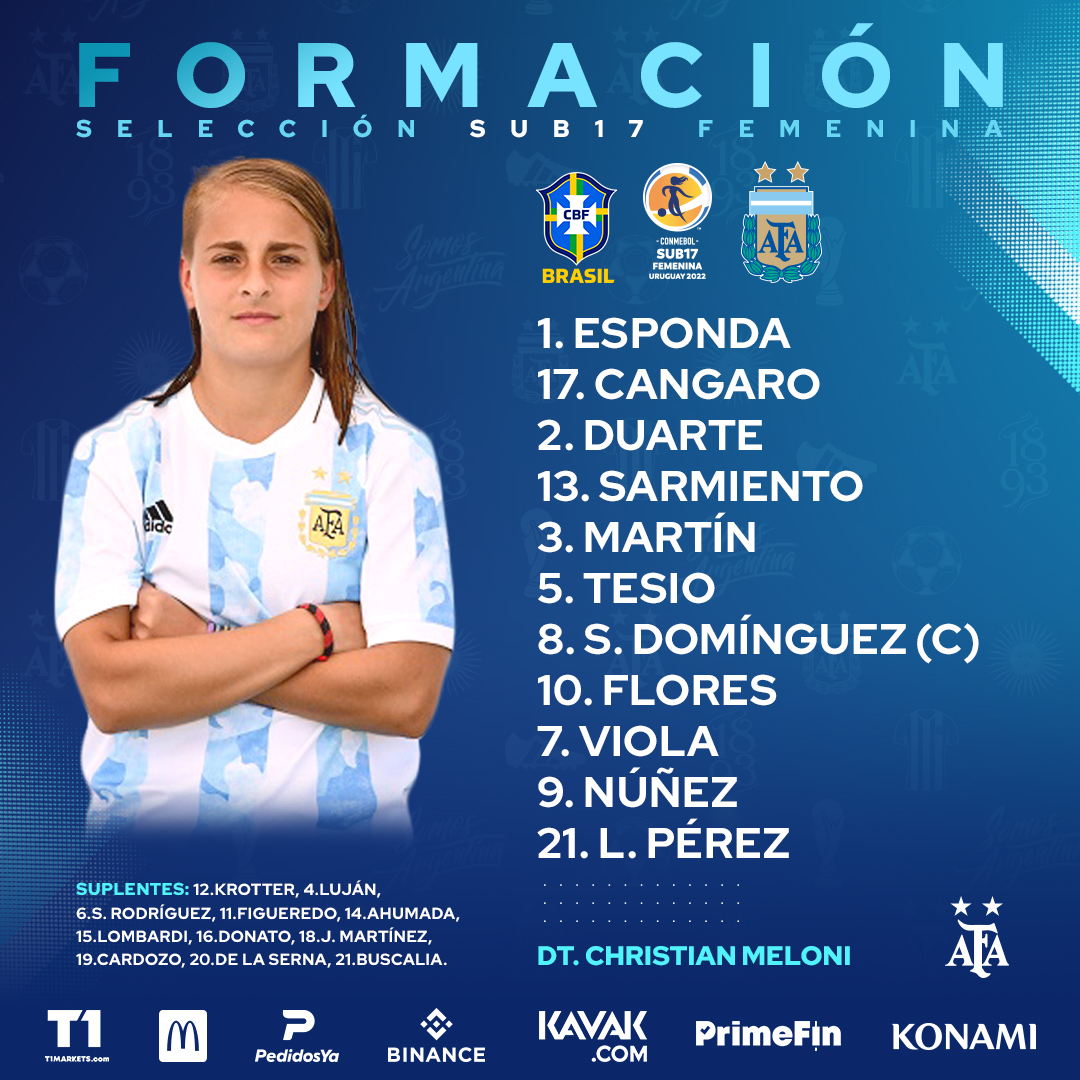 FORMACIÓN
SELECCIÓN SUB17 FEMENINA
CBF
BRASIL
- CONMEBOL -
SUB17
FEMENINA
URUGUAY 2022
AFA
adidas
AFA
1. ESPONDA
17. CANGARO
2. DUARTE
13. SARMIENTO
3. MARTÍN
5. TESIO
8. S. DOMÍNGUEZ (C)
10. FLORES
7. VIOLA
9. NÚÑEZ
21. L. PÉREZ
SUPLENTES: 12.KROTTER, 4.LUJÁN,
6.S. RODRÍGUEZ, 11.FIGUEREDO, 14.AHUMADA,
15.LOMBARDI, 16.DONATO, 18.J. MARTÍNEZ,
19.CARDOZO, 20.DE LA SERNA, 21.BUSCALIA.
DT. CHRISTIAN MELONI
AFA
T1
T1MARKETS.com
PedidosYa
BINANCE
KAVAK
.COM
PrimeFin
KONAMI